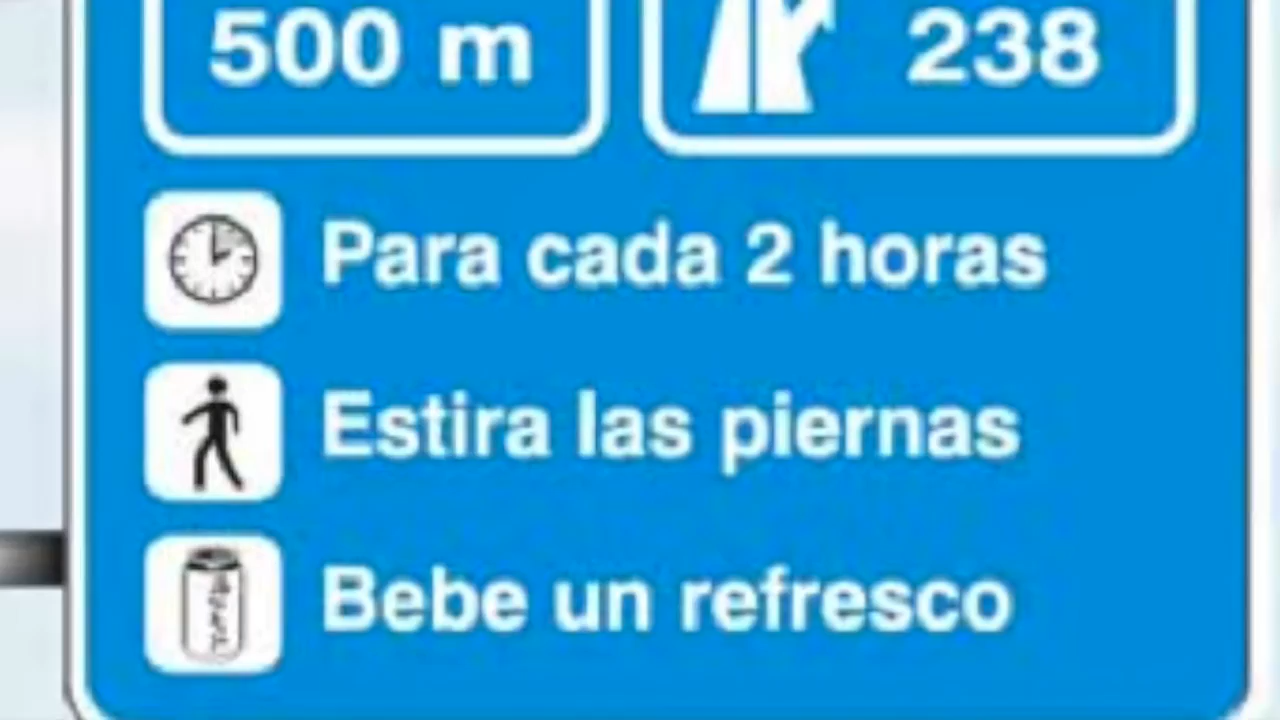 500 m
238
Para cada 2 horas
Estira las piernas
Bebe un refresco